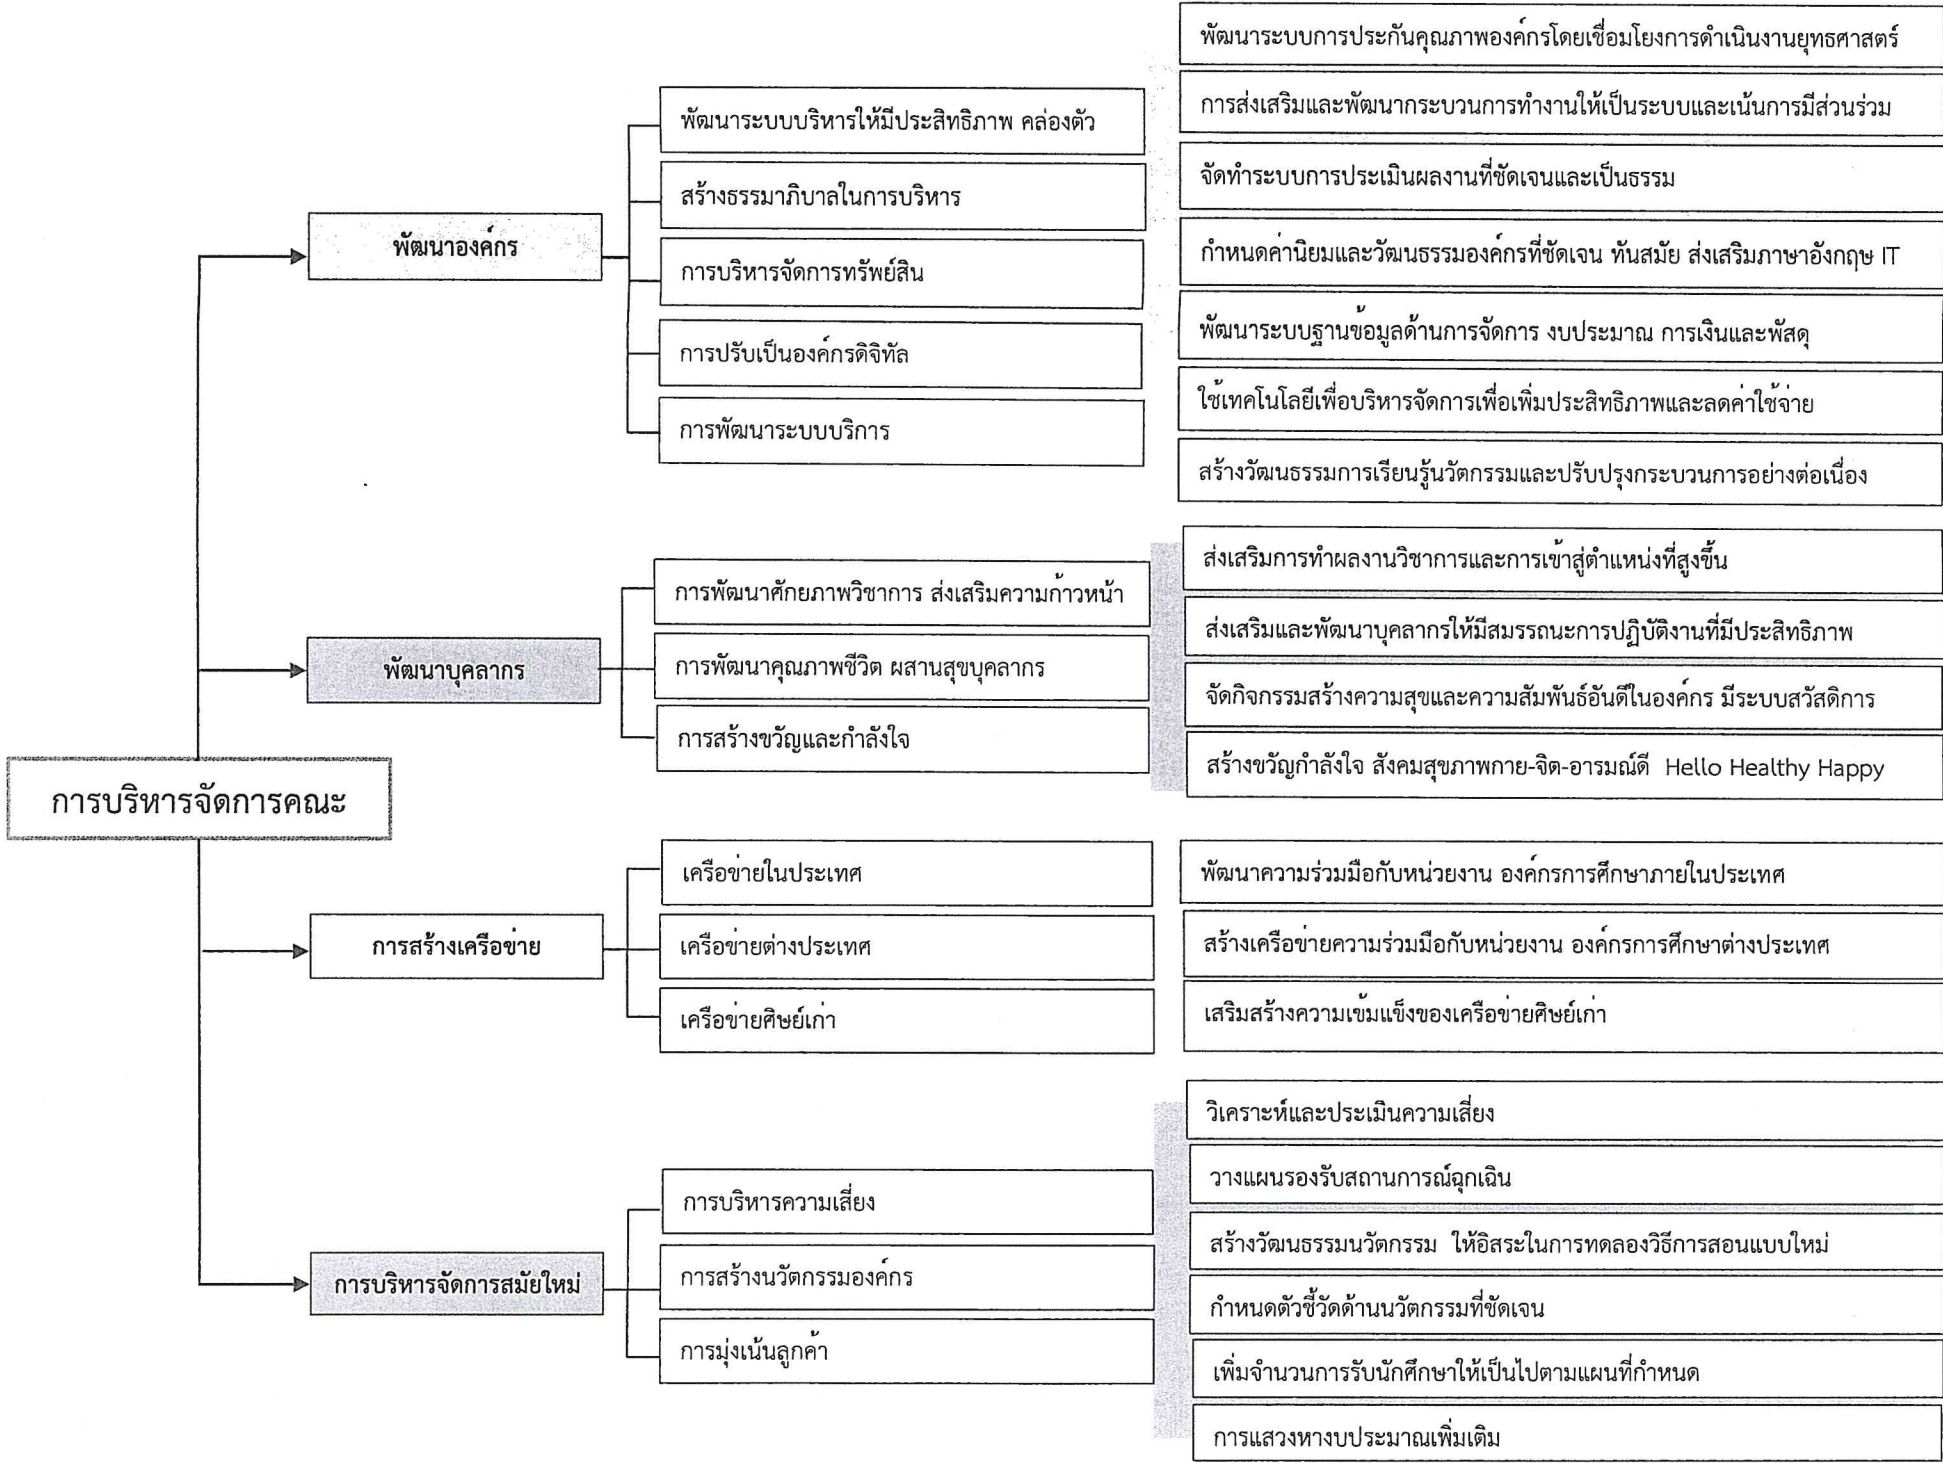 การบริหารจัดการคณะ
พัฒนาองค์กร
พัฒนาระบบบริหารให้มีประสิทธิภาพ คล่องตัว
สร้างธรรมาภิบาลในการบริหาร
การบริหารจัดการทรัพย์สิน
การปรับเป็นองค์กรดิจิทัล
การพัฒนาระบบบริการ
พัฒนาระบบการประกันคุณภาพองค์กรโดยเชื่อมโยงการดำเนินงานยุทธศาสตร์
การส่งเสริมและพัฒนากระบวนการทำงานให้เป็นระบบและเน้นการมีส่วนร่วม
จัดทำระบบการประเมินผลงานที่ชัดเจนและเป็นธรรม
กำหนดค่านิยมและวัฒนธรรมองค์กรที่ชัดเจน ทันสมัย ส่งเสริมภาษาอังกฤษ IT
พัฒนาระบบฐานข้อมูลด้านการจัดการ งบประมาณ การเงินและพัสดุ
ใช้เทคโนโลยีเพื่อบริหารจัดการเพื่อเพิ่มประสิทธิภาพและลดค่าใช้จ่าย
สร้างวัฒนธรรมการเรียนรู้นวัตกรรมและปรับปรุงกระบวนการอย่างต่อเนื่อง
พัฒนาบุคลากร
การพัฒนาศักยภาพวิชาการ ส่งเสริมความก้าวหน้า
การพัฒนาคุณภาพชีวิต ผสานสุขบุคลากร
การสร้างขวัญและกำลังใจ
ส่งเสริมการทำผลงานวิชาการและการเข้าสู่ตำแหน่งที่สูงขึ้น
ส่งเสริมและพัฒนาบุคลากรให้มีสมรรถนะการปฏิบัติงานที่มีประสิทธิภาพ
จัดกิจกรรมสร้างความสุขและความสัมพันธ์อันดีในองค์กร มีระบบสวัสดิการ
สร้างขวัญกำลังใจ สังคมสุขภาพกาย-จิต-อารมณ์ดี Hello Healthy Happy
การสร้างเครือข่าย
เครือข่ายในประเทศ
เครือข่ายต่างประเทศ
เครือข่ายศิษย์เก่า
พัฒนาความร่วมมือกับหน่วยงาน องค์กรการศึกษาภายในประเทศ
สร้างเครือข่ายความร่วมมือกับหน่วยงาน องค์กรการศึกษาต่างประเทศ
เสริมสร้างความเข้มแข็งของเครือข่ายศิษย์เก่า
การบริหารจัดการสมัยใหม่
การบริหารความเสี่ยง
การสร้างนวัตกรรมองค์กร
การมุ่งเน้นลูกค้า
วิเคราะห์และประเมินความเสี่ยง
วางแผนรองรับสถานการณ์ฉุกเฉิน
สร้างวัฒนธรรมนวัตกรรม ให้อิสระในการทดลองวิธีการสอนแบบใหม่
กำหนดตัวชี้วัดด้านนวัตกรรมที่ชัดเจน
เพิ่มจำนวนการรับนักศึกษาให้เป็นไปตามแผนที่กำหนด
การแสวงหางบประมาณเพิ่มเติม